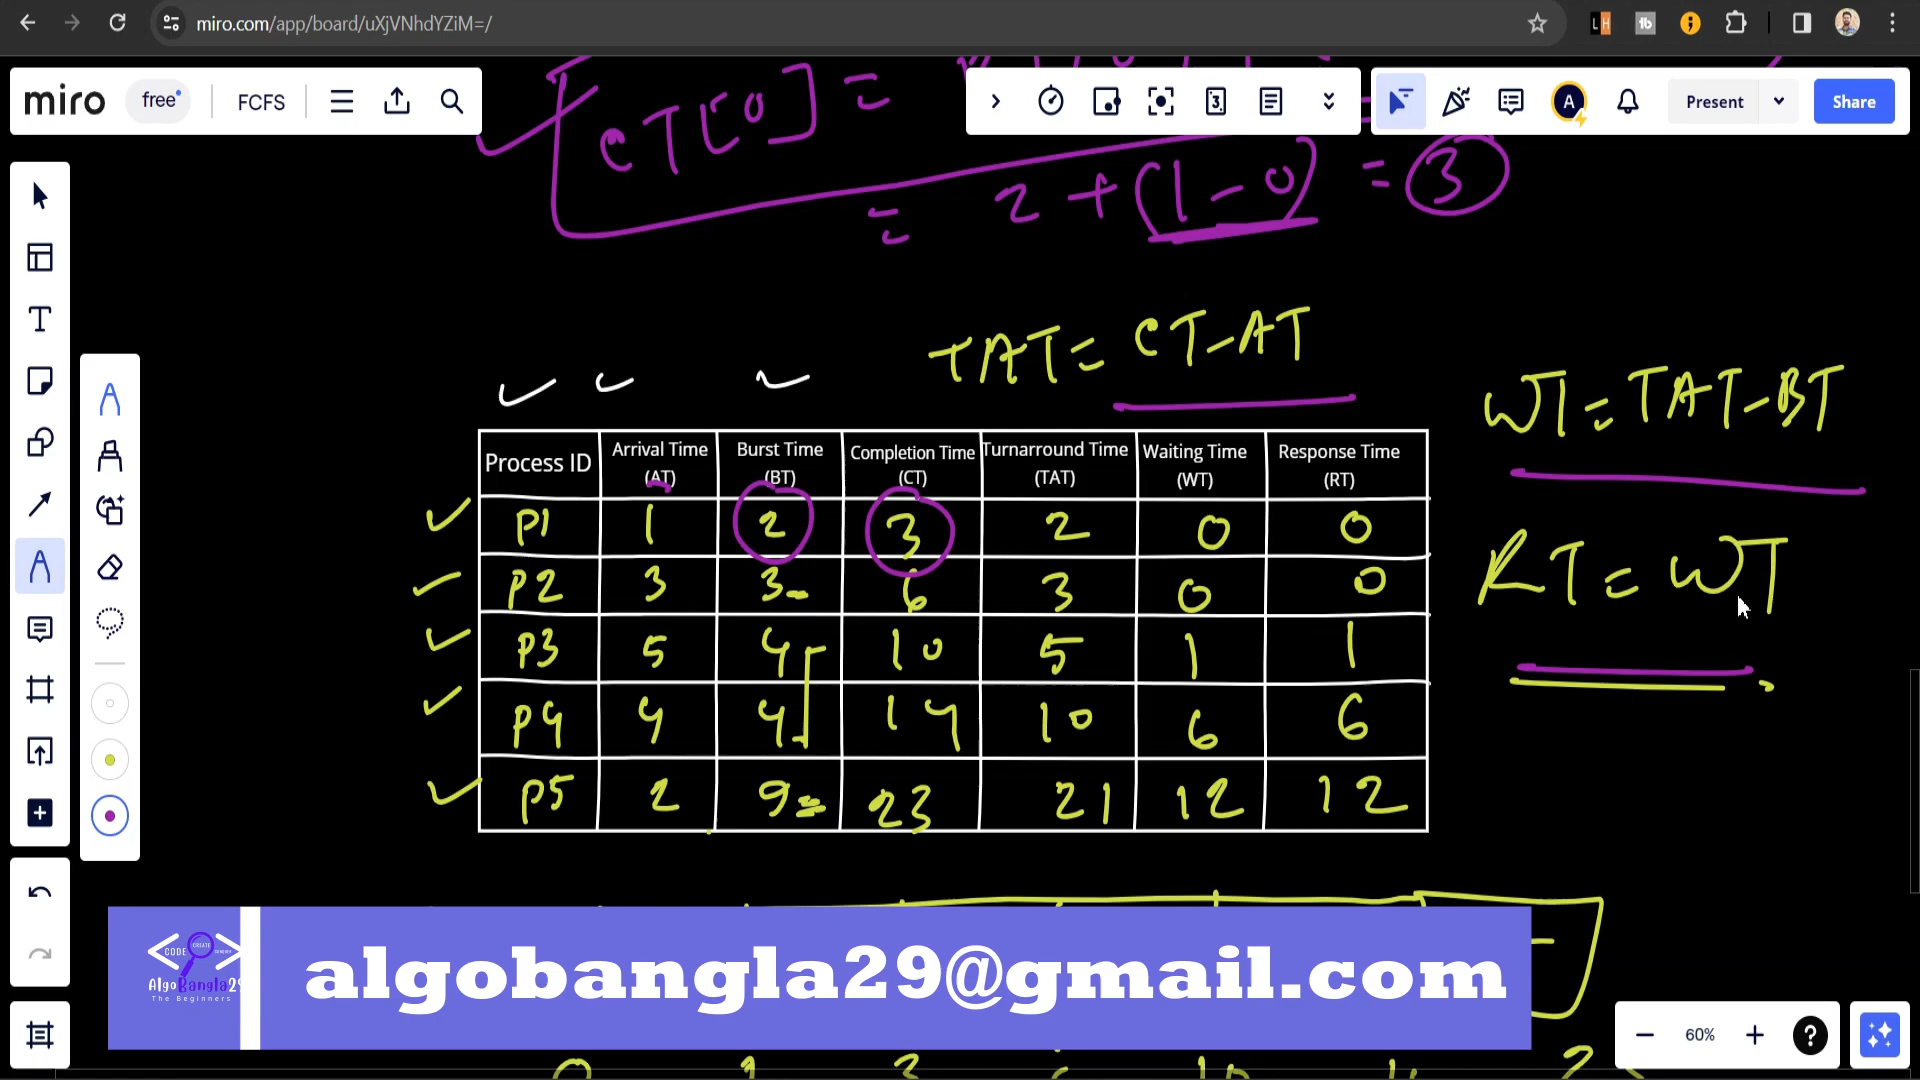 miro.com/app/board/uXjVNhdYZiM=/
miro free FCFS
Present
Share
CT[0] =
= 2 + (1 - 0) = 3
TAT = CT - AT
WT = TAT - BT
RT = WT
Process ID Arrival Time (AT) Burst Time (BT) Completion Time (CT) Turnarround Time (TAT) Waiting Time (WT) Response Time (RT)
P1 1 2 3 2 0 0
P2 3 3 6 3 0 0
P3 5 4 10 5 1 1
P4 4 4 14 10 6 6
P5 2 9 23 21 12 12
CODE CREATE
AlgoBangla29
The Beginners
algobangla29@gmail.com
60%